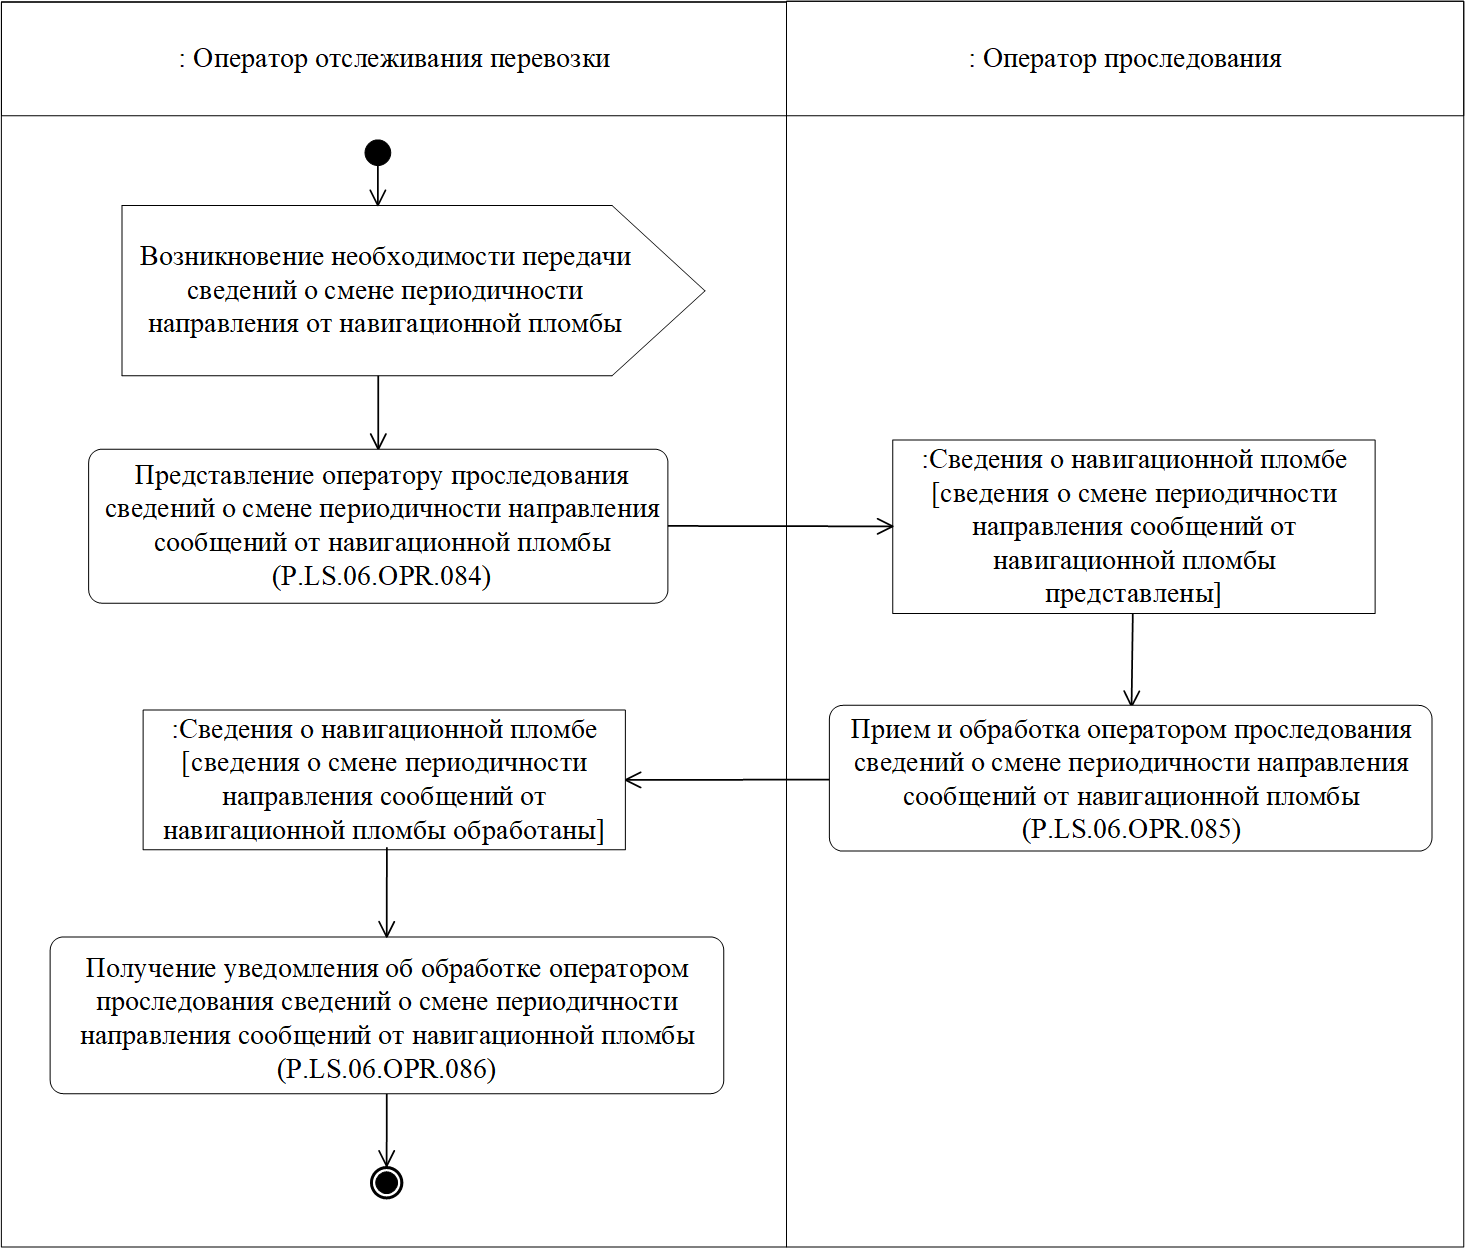 : Оператор отслеживания перевозки
: Оператор проследования
Возникновение необходимости передачи
сведений о смене периодичности
направления от навигационной пломбы
Представление оператору проследования
сведений о смене периодичности направления
сообщений от навигационной пломбы
(P.LS.06.OPR.084)
:Сведения о навигационной пломбе
[сведения о смене периодичности
направления сообщений от
навигационной пломбы
представлены]
Прием и обработка оператором проследования
сведений о смене периодичности направления
сообщений от навигационной пломбы
(P.LS.06.OPR.085)
:Сведения о навигационной пломбе
[сведения о смене периодичности
направления сообщений от
навигационной пломбы обработаны]
Получение уведомления об обработке оператором
проследования сведений о смене периодичности
направления сообщений от навигационной пломбы
(P.LS.06.OPR.086)